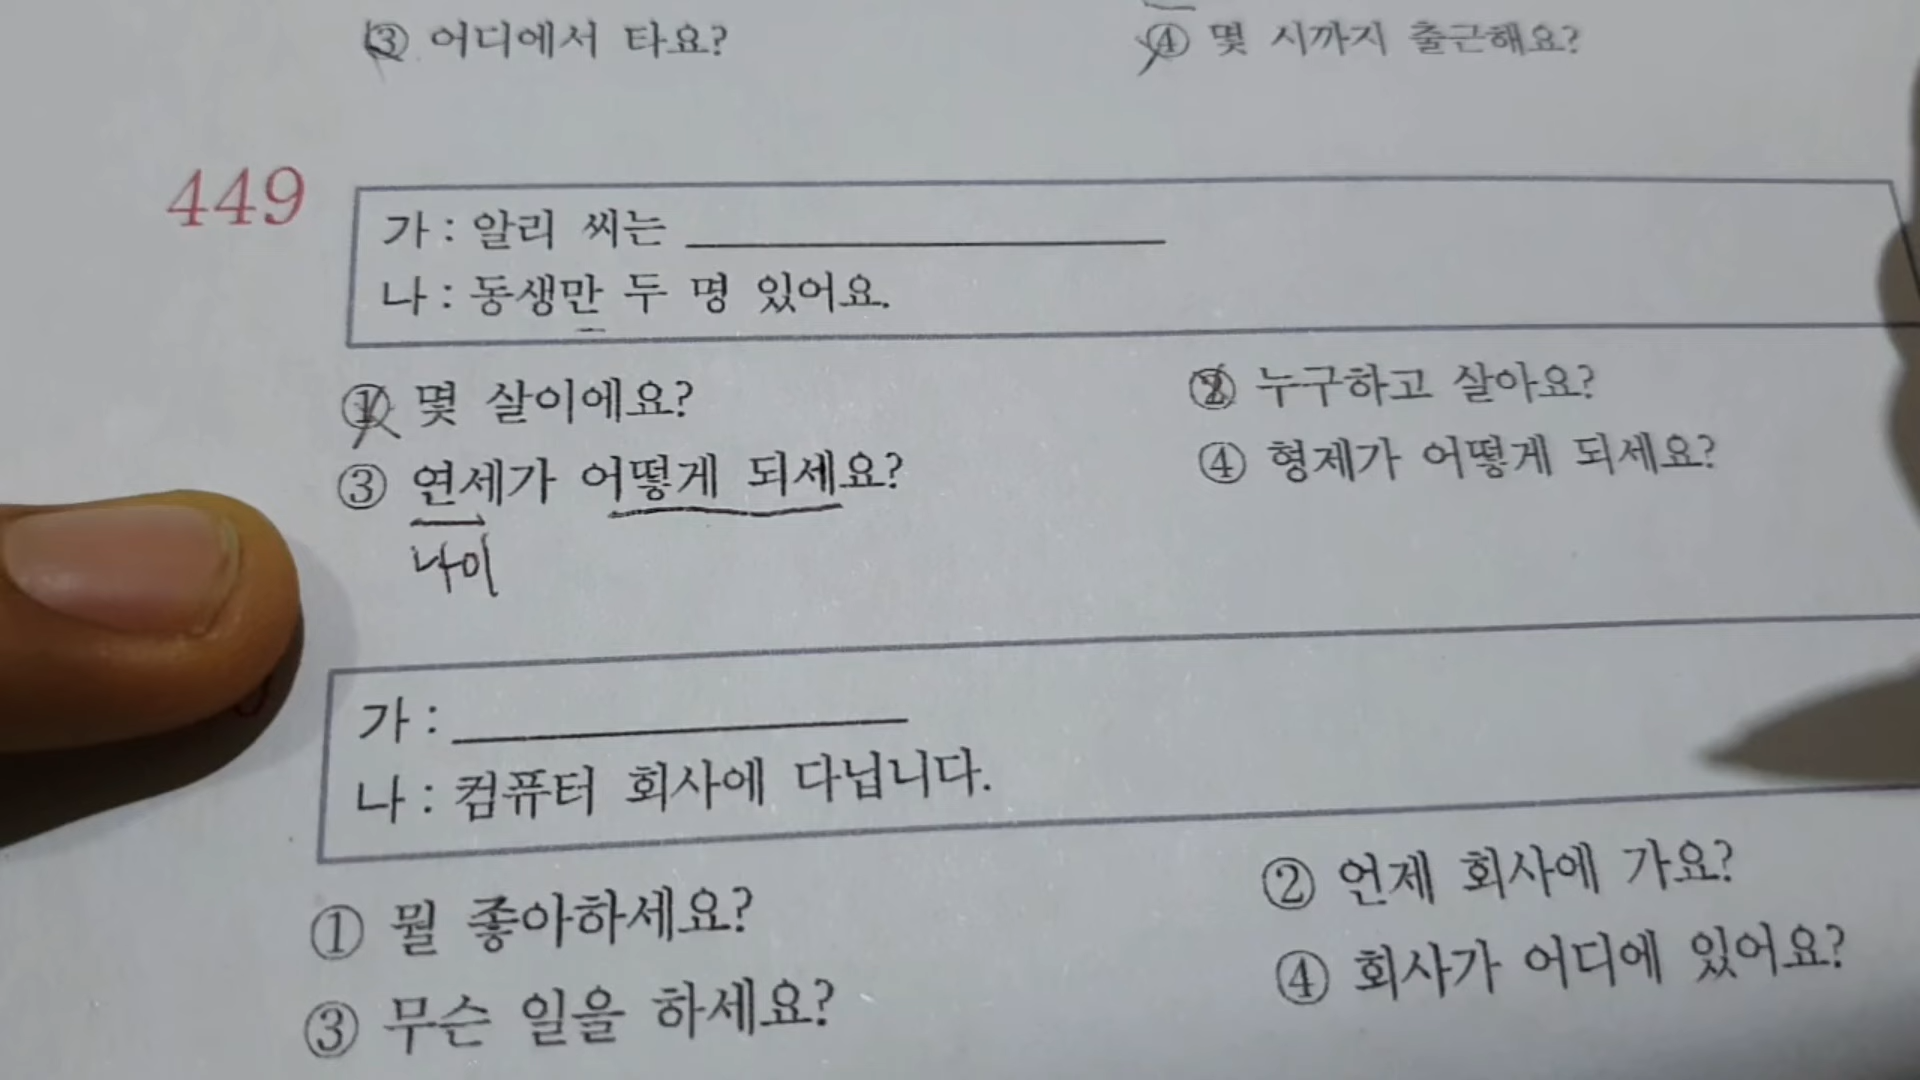 ③ 어디에서 타요?
④ 몇 시까지 출근해요?
449
가 : 알리 씨는 ____________
나 : 동생만 두 명 있어요.
① 몇 살이에요?
② 누구하고 살아요?
③ 연세가 어떻게 되세요?
④ 형제가 어떻게 되세요?
나이
가 : ____________
나 : 컴퓨터 회사에 다닙니다.
① 뭘 좋아하세요?
② 언제 회사에 가요?
③ 무슨 일을 하세요?
④ 회사가 어디에 있어요?